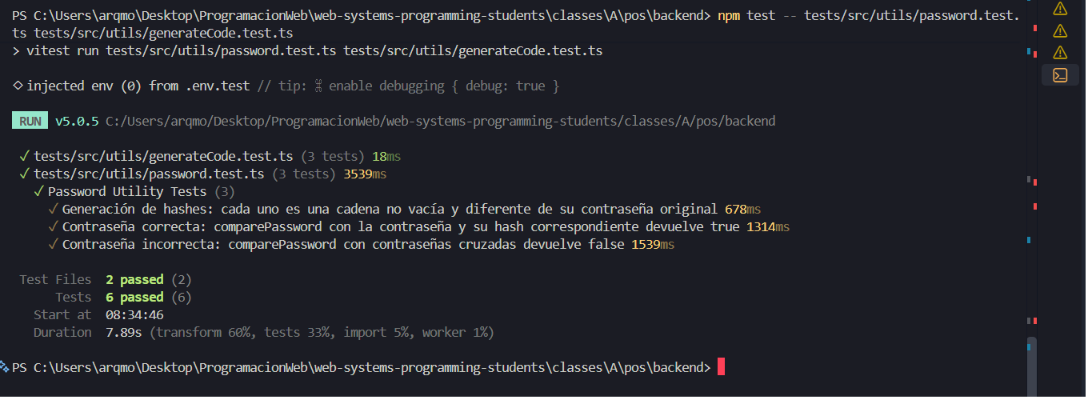 PS C:\Users\arqmo\Desktop\ProgramacionWeb\web-systems-programming-students\classes\A\pos\backend> npm test -- tests/src/utils/password.test.
ts tests/src/utils/generateCode.test.ts
> vitest run tests/src/utils/password.test.ts tests/src/utils/generateCode.test.ts
◇ injected env (0) from .env.test // tip: ⌘ enable debugging { debug: true }
RUN v5.0.5 C:/Users/arqmo/Desktop/ProgramacionWeb/web-systems-programming-students/classes/A/pos/backend
✓ tests/src/utils/generateCode.test.ts (3 tests) 18ms
✓ tests/src/utils/password.test.ts (3 tests) 3539ms
✓ Password Utility Tests (3)
✓ Generación de hashes: cada uno es una cadena no vacía y diferente de su contraseña original 678ms
✓ Contraseña correcta: comparePassword con la contraseña y su hash correspondiente devuelve true 1314ms
✓ Contraseña incorrecta: comparePassword con contraseñas cruzadas devuelve false 1539ms
Test Files 2 passed (2)
Tests 6 passed (6)
Start at 08:34:46
Duration 7.89s (transform 60%, tests 33%, import 5%, worker 1%)
PS C:\Users\arqmo\Desktop\ProgramacionWeb\web-systems-programming-students\classes\A\pos\backend>